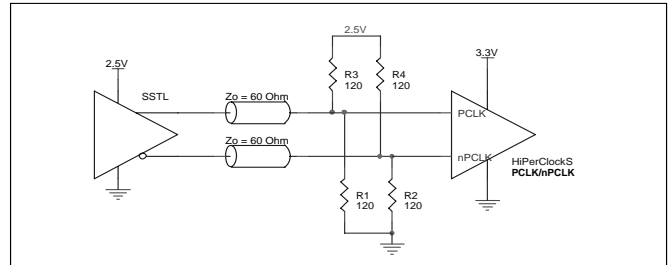 2.5V
2.5V
3.3V
SSTL
Zo = 60 Ohm
R3
120
R4
120
PCLK
Zo = 60 Ohm
nPCLK
HiPerClockS
PCLK/nPCLK
R1
120
R2
120